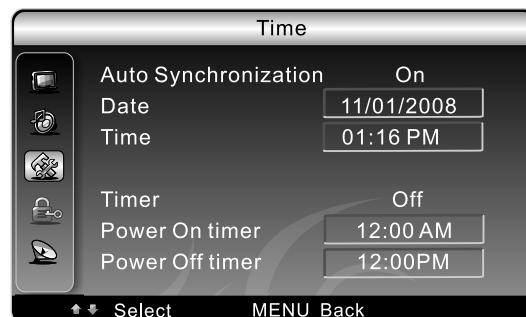 Time
Auto Synchronization On
Date 11/01/2008
Time 01:16 PM
Timer Off
Power On timer 12:00 AM
Power Off timer 12:00PM
Select MENU Back